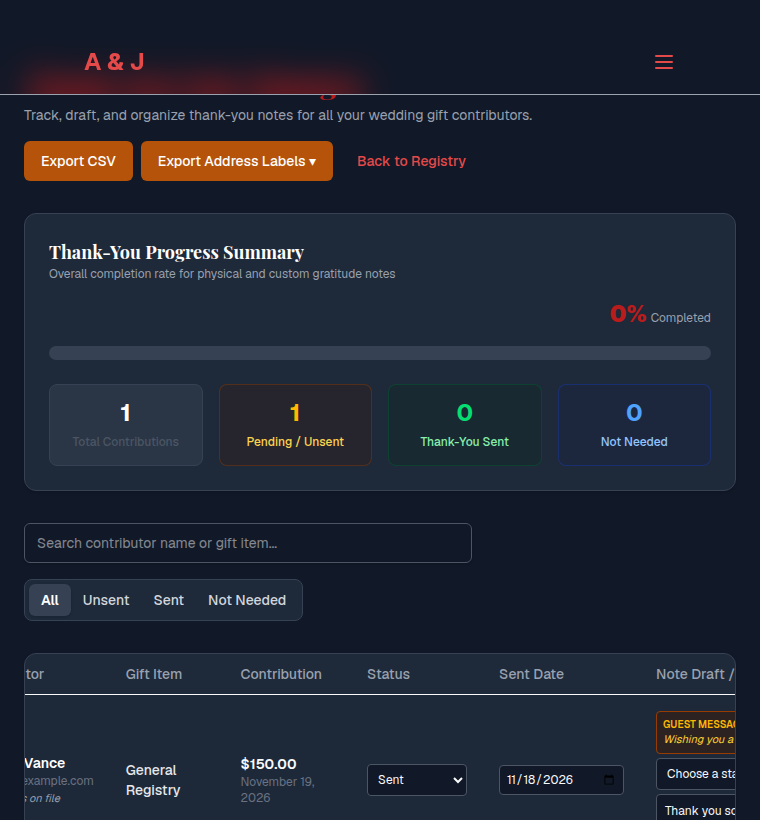 A & J
Track, draft, and organize thank-you notes for all your wedding gift contributors.
Export CSV
Export Address Labels ▾
Back to Registry
Thank-You Progress Summary
Overall completion rate for physical and custom gratitude notes
0% Completed
1
Total Contributions
1
Pending / Unsent
0
Thank-You Sent
0
Not Needed
Search contributor name or gift item...
All
Unsent
Sent
Not Needed
tor
Gift Item
Contribution
Status
Sent Date
Note Draft /
GUEST MESSA
Wishing you a
Vance
example.com
s on file
General
Registry
$150.00
November 19,
2026
Sent
11/18/2026
Choose a sta
Thank you so